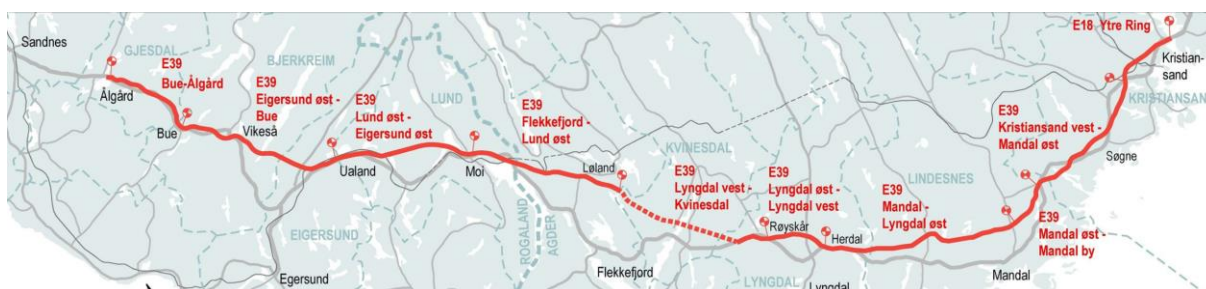 Sandnes
GJESDAL
Ålgård
E39
Bue-Ålgård
Bue
BJERKREIM
E39
Eigersund øst -
Bue
Vikeså
EIGERSUND
Egersund
E39
Lund øst -
Eigersund øst
Ualand
LUND
Moi
E39
Flekkefjord -
Lund øst
ROGALAND
AGDER
Løland
Flekkefjord
KVINESDAL
E39
Lyngdal vest -
Kvinesdal
E39
Lyngdal øst -
Lyngdal vest
Røyskår
Herdal
LYNGDAL
Lyngdal
LINDESNES
E39
Mandal -
Lyngdal øst
Mandal
E39
Mandal øst -
Mandal by
E39
Kristiansand vest -
Mandal øst
Søgne
E18 Ytre Ring
Kristian-
sand
KRISTIANSAN